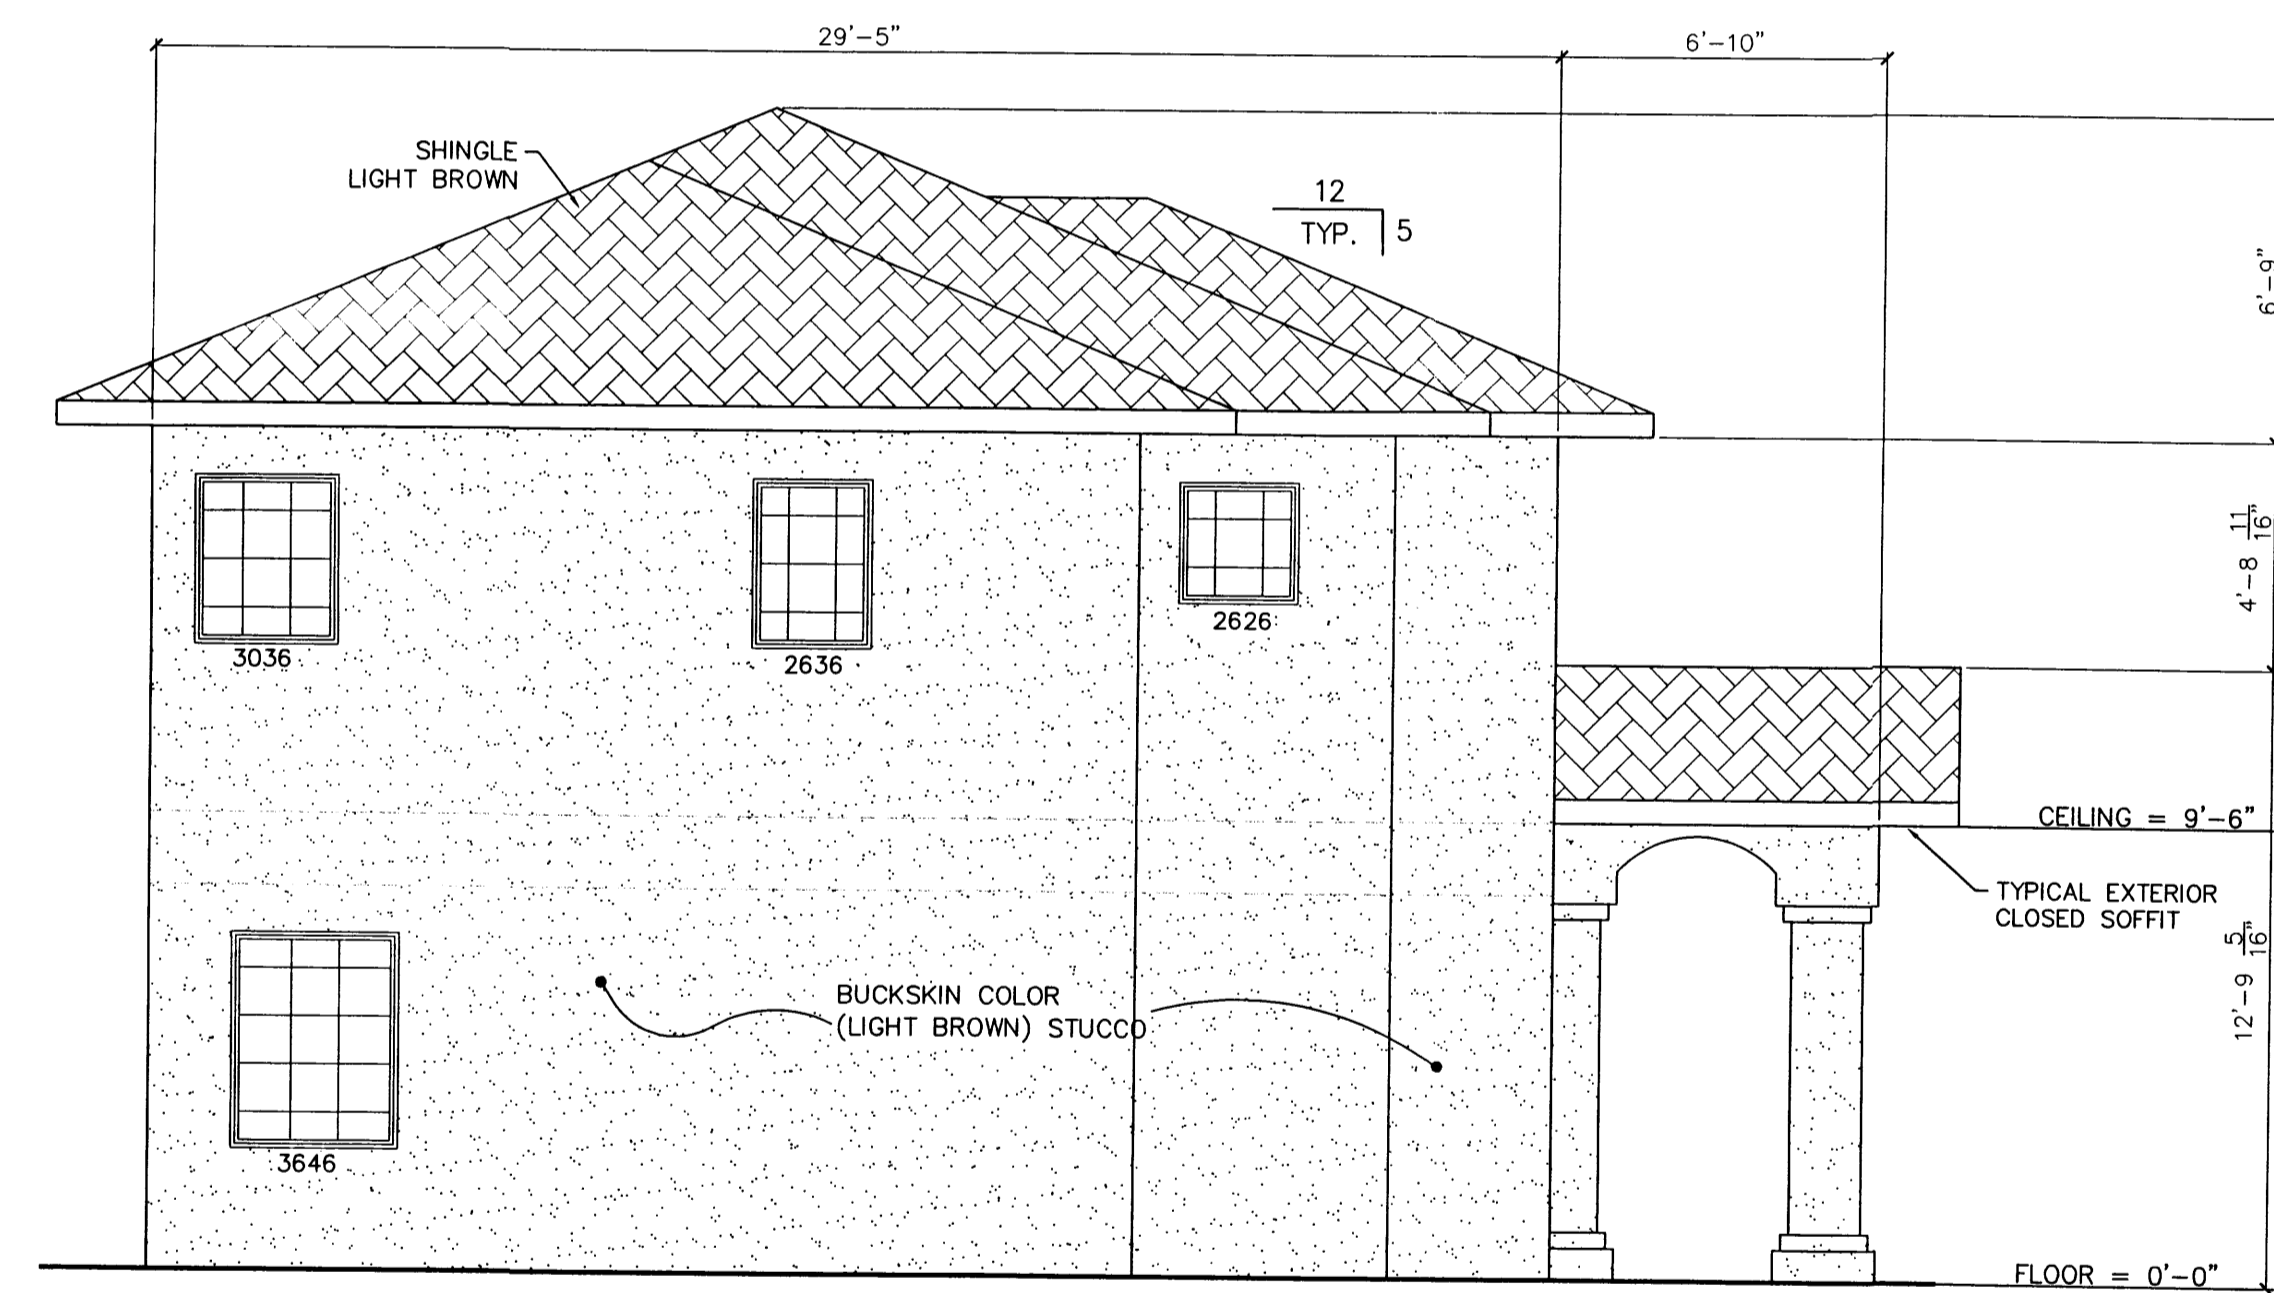 29'-5"
6'-10"
SHINGLE
LIGHT BROWN
12
TYP. 5
6'-9"
4'-8 11/16"
3036
2636
2626
CEILING = 9'-6"
TYPICAL EXTERIOR
CLOSED SOFFIT
12'-9 5/16"
BUCKSKIN COLOR
(LIGHT BROWN) STUCCO
3646
FLOOR = 0'-0"